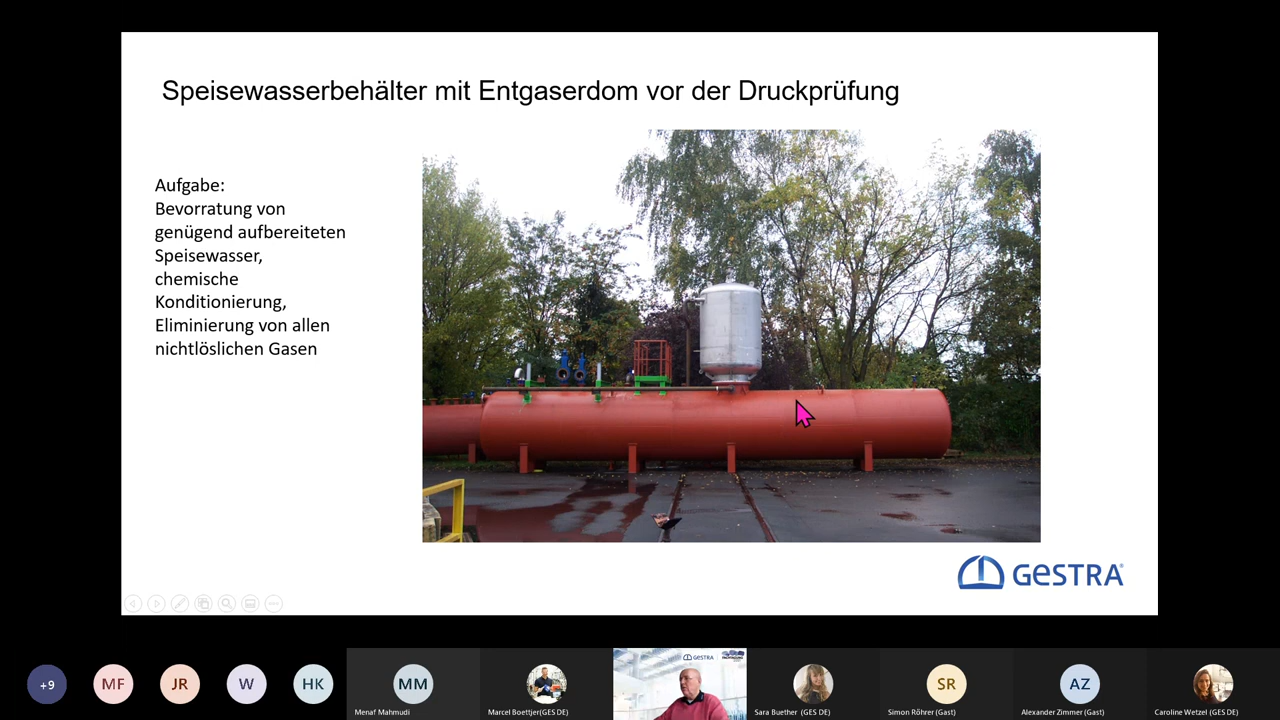 Speisewasserbehälter mit Entgaserdom vor der Druckprüfung
Aufgabe:
Bevorratung von
genügend aufbereiteten
Speisewasser,
chemische
Konditionierung,
Eliminierung von allen
nichtlöslichen Gasen
GESTRA
+9
MF
JR
W
HK
MM
Menaf Mahmudi
Marcel Boettjer(GES DE)
GESTRA
Sara Buether (GES DE)
SR
Simon Röhrer (Gast)
AZ
Alexander Zimmer (Gast)
Caroline Wetzel (GES DE)